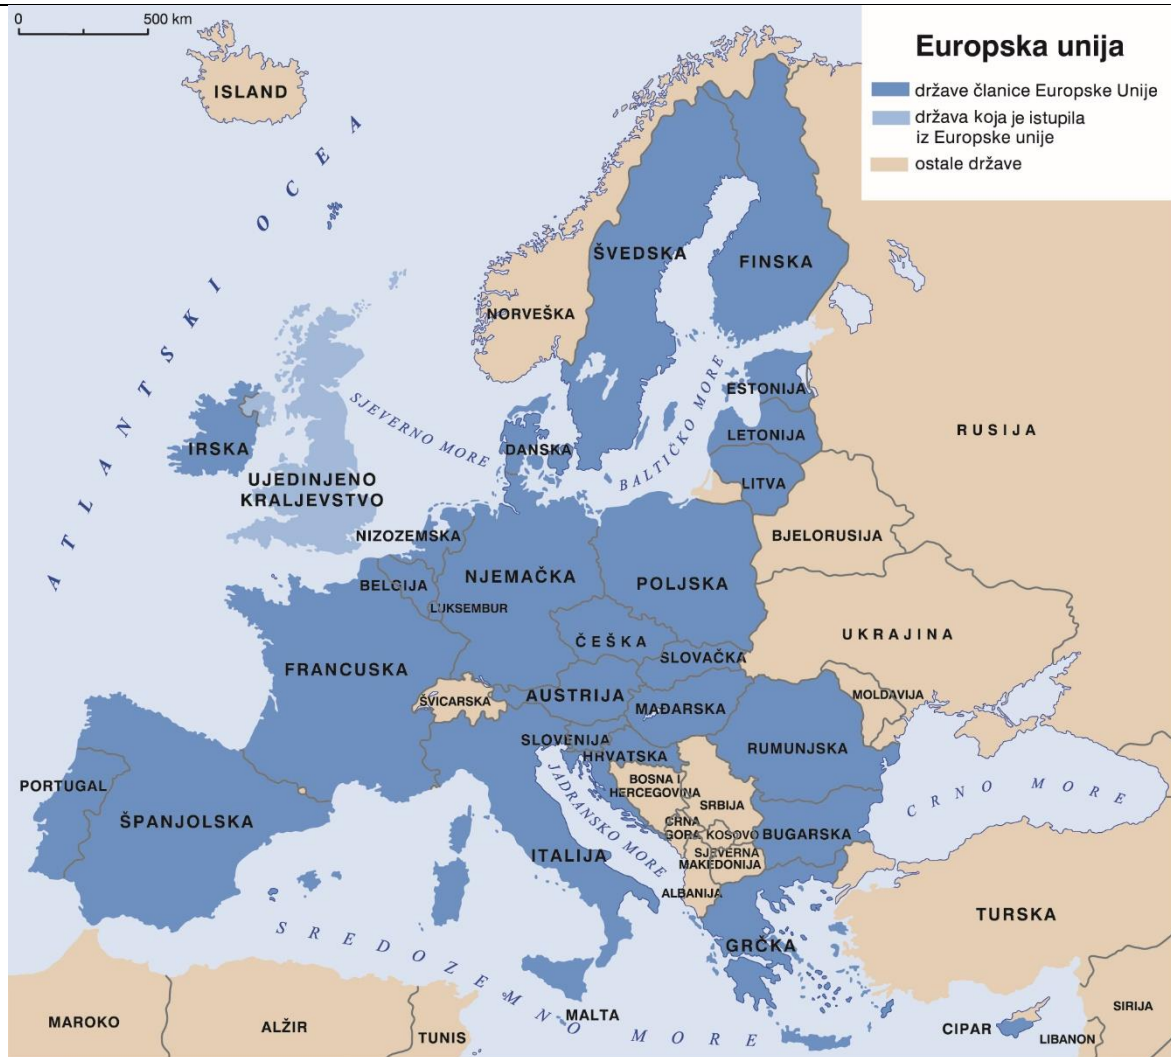 0 500 km
Europska unija
države članice Europske Unije
država koja je istupila
iz Europske unije
ostale države
ISLAND
ATLANTSKI OCEA
ŠVEDSKA
FINSKA
NORVEŠKA
SJEVERNO MORE
BALTIČKO MORE
ESTONIJA
LETONIJA
LITVA
RUSIJA
IRSKA
UJEDINJENO
KRALJEVSTVO
DANSKA
NIZOZEMSKA
BJELORUSIJA
BELGIJA
NJEMAČKA
POLJSKA
LUKSEMBUR
ČEŠKA
UKRAJINA
SLOVAČKA
FRANCUSKA
ŠVICARSKA
AUSTRIJA
MAĐARSKA
MOLDAVIJA
SLOVENIJA
HRVATSKA
RUMUNJSKA
PORTUGAL
ŠPANJOLSKA
JADRANSKO MORE
BOSNA I
HERCEGOVINA
SRBIJA
CRNO MORE
CRNA
GORA
KOSOVO
BUGARSKA
ITALIJA
SJEVERNA
MAKEDONIJA
ALBANIJA
GRČKA
TURSKA
SREDOZEMNO MORE
MAROKO
ALŽIR
TUNIS
MALTA
CIPAR
LIBANON
SIRIJA